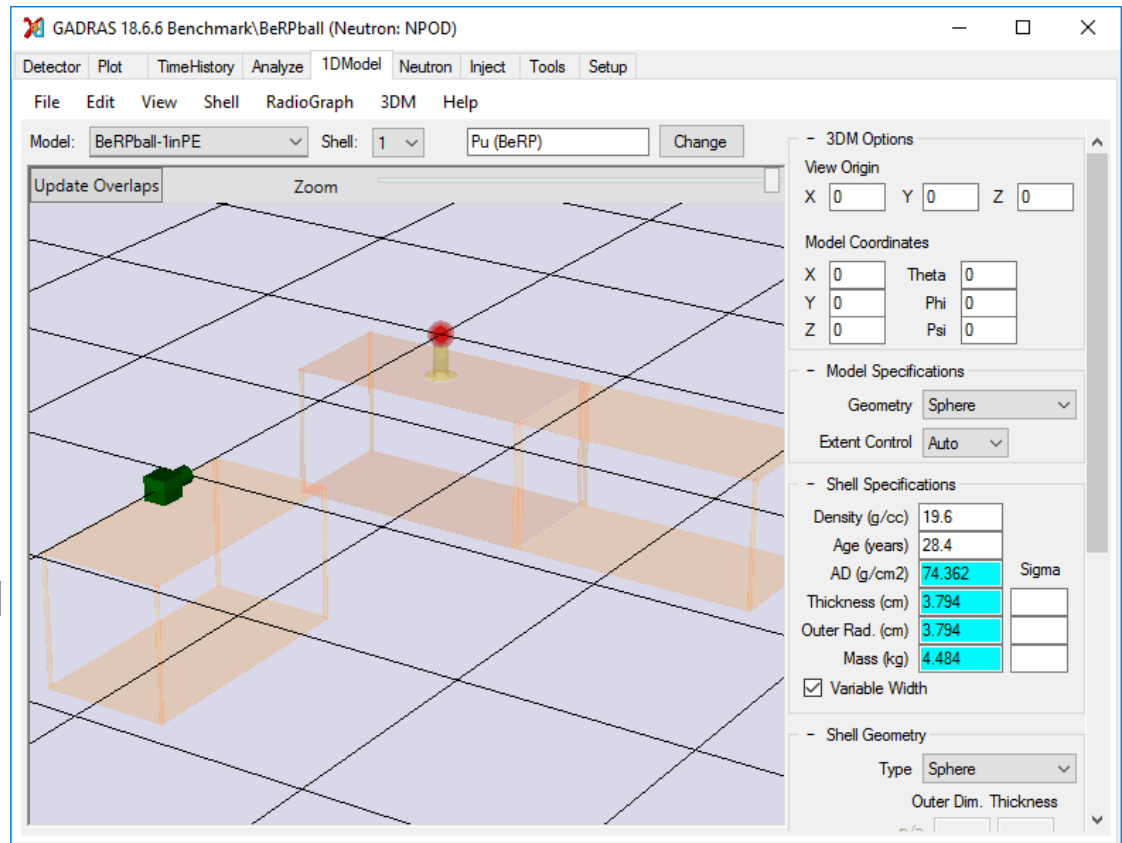 GADRAS 18.6.6 Benchmark\BeRPball (Neutron: NPOD)
Detector Plot TimeHistory Analyze 1DModel Neutron Inject Tools Setup
File Edit View Shell RadioGraph 3DM Help
Model: BeRPball-1inPE Shell: 1 Pu (BeRP) Change
Update Overlaps Zoom
- 3DM Options
View Origin
X 0 Y 0 Z 0
Model Coordinates
X 0 Theta 0
Y 0 Phi 0
Z 0 Psi 0
- Model Specifications
Geometry Sphere
Extent Control Auto
- Shell Specifications
Density (g/cc) 19.6
Age (years) 28.4
AD (g/cm2) 74.362 Sigma
Thickness (cm) 3.794
Outer Rad. (cm) 3.794
Mass (kg) 4.484
Variable Width
- Shell Geometry
Type Sphere
Outer Dim. Thickness